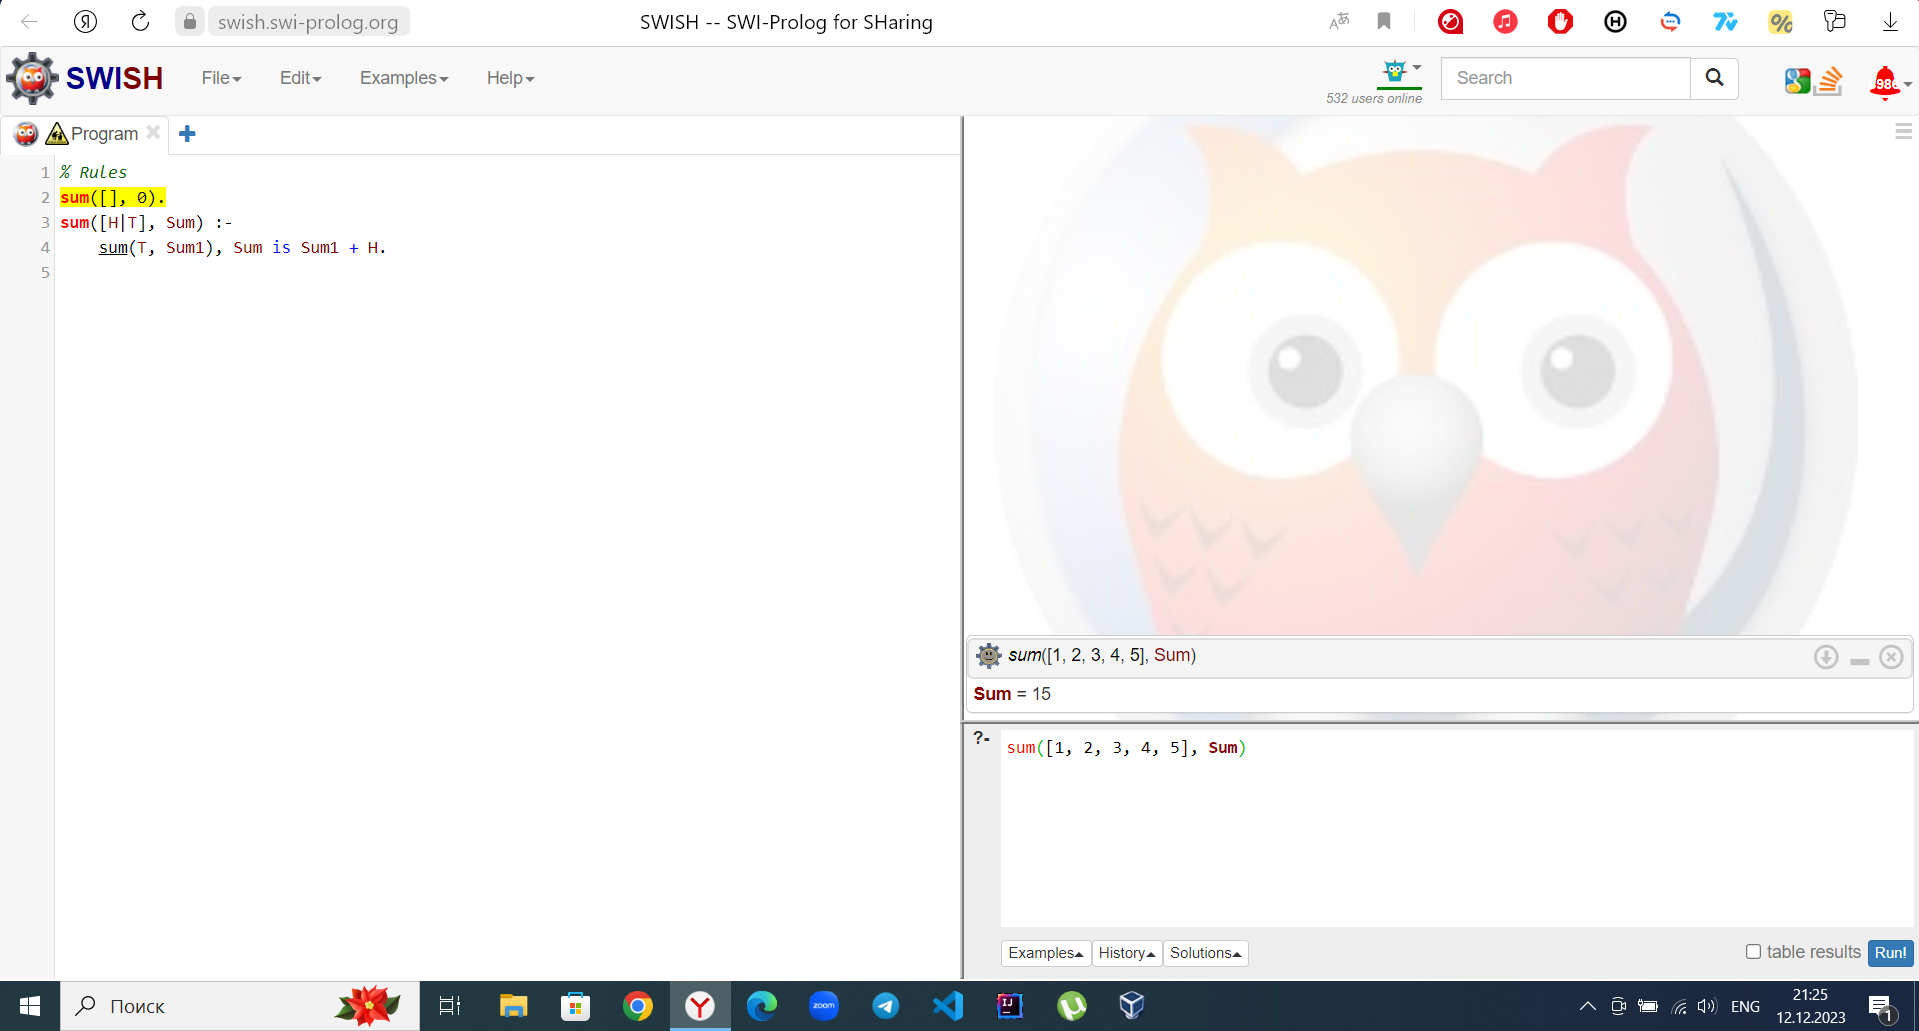 swish.swi-prolog.org
SWISH -- SWI-Prolog for SHaring
SWISH
File
Edit
Examples
Help
532 users online
Search
Program
1 % Rules
2 sum([], 0).
3 sum([H|T], Sum) :-
4 sum(T, Sum1), Sum is Sum1 + H.
5
sum([1, 2, 3, 4, 5], Sum)
Sum = 15
?- sum([1, 2, 3, 4, 5], Sum)
Examples
History
Solutions
table results
Run!
Поиск
zoom
IJ
ENG
21:25
12.12.2023
1